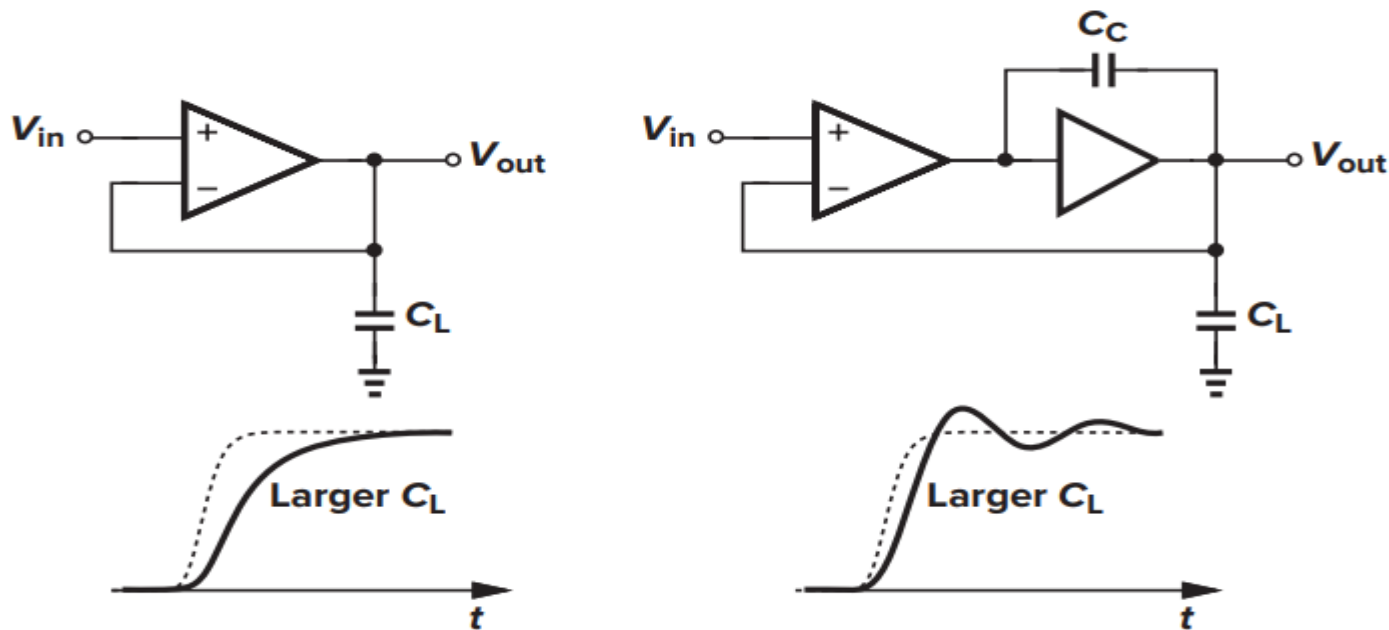 C_C
V_in
+
−
V_out
C_L
V_in
+
−
V_out
C_L
Larger C_L
t
Larger C_L
t